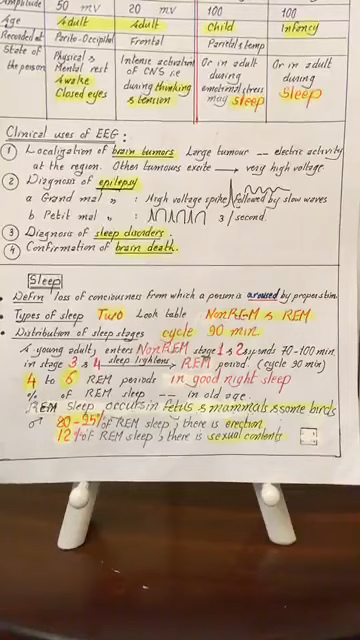 Amplitude 50 mv 20 mv 100 100
Age Adult Adult Child Infancy
Recorded at Parito-Occipital Frontal Parietal & temp
State of the person Physical & Mental rest Awake Closed eyes Intense activation of CNS i.e during thinking & tension Or in adult during emotional stress may sleep Or in adult during sleep
Clinical uses of EEG:
① Localization of brain tumors Large tumour -- electric activity
at the region. Other tumours excite → very high voltage.
② Diagnosis of epilepsy
a Grand mal " : High voltage spike followed by slow waves
b Petit mal " : 3/second.
③ Diagnosis of sleep disorders.
④ Confirmation of brain death.
Sleep
• Defin loss of conciousness from which a person is aroused by proper stim
• Types of sleep Two Look table NonREM & REM
• Distribution of sleep stages cycle 90 min.
A young adult enters NonREM stage 1 & 2 spends 70-100 min
in stage 3 & 4 sleep lightens → REM period. (cycle 90 min)
4 to 6 REM periods in good night sleep
% of REM sleep -- in old age.
REM sleep occurs in fetus & mammals & some birds
of REM sleep; there is erection
12% of REM sleep; there is sexual contents